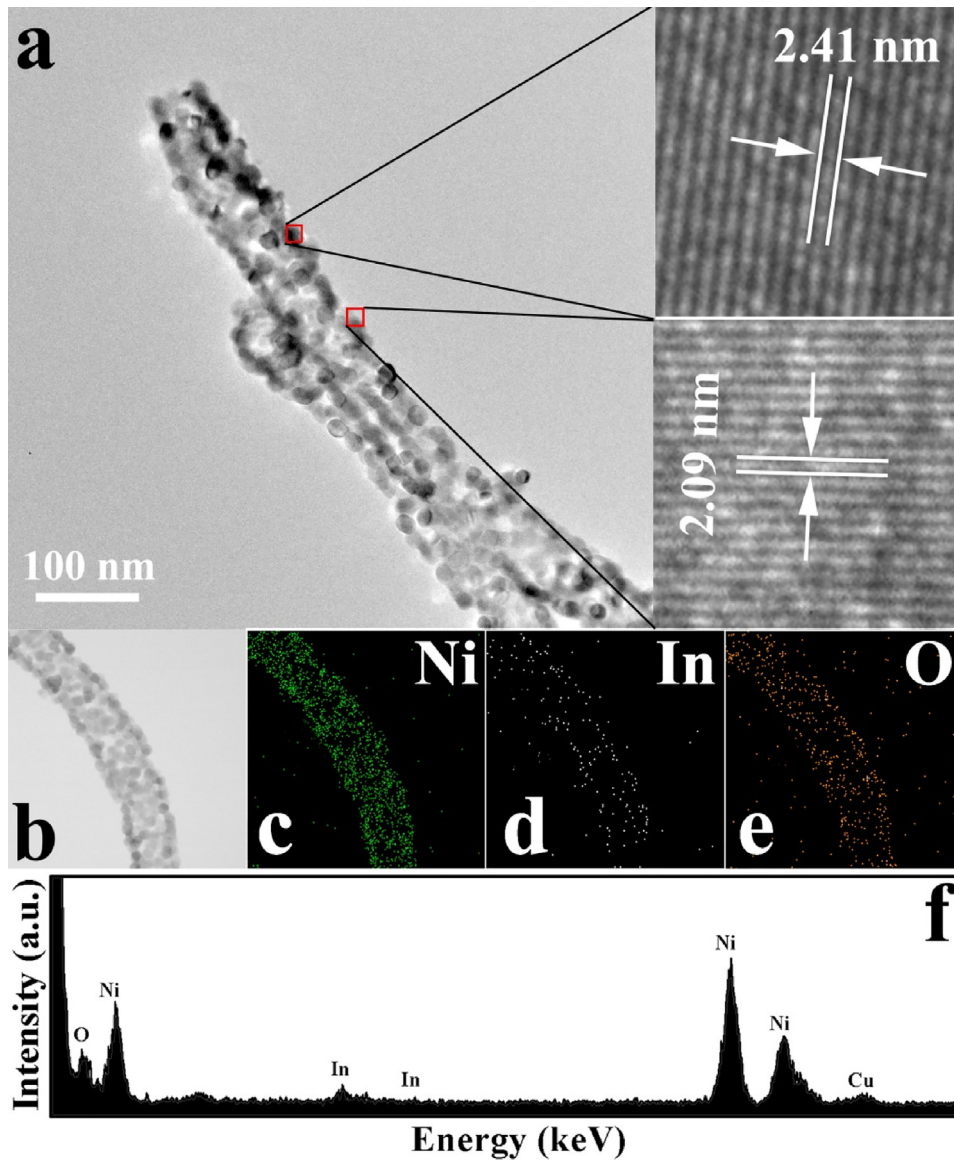 a
2.41 nm
2.09 nm
100 nm
b
Ni
c
In
d
O
e
f
Intensity (a.u.)
O
Ni
In
In
Ni
Ni
Cu
Energy (keV)